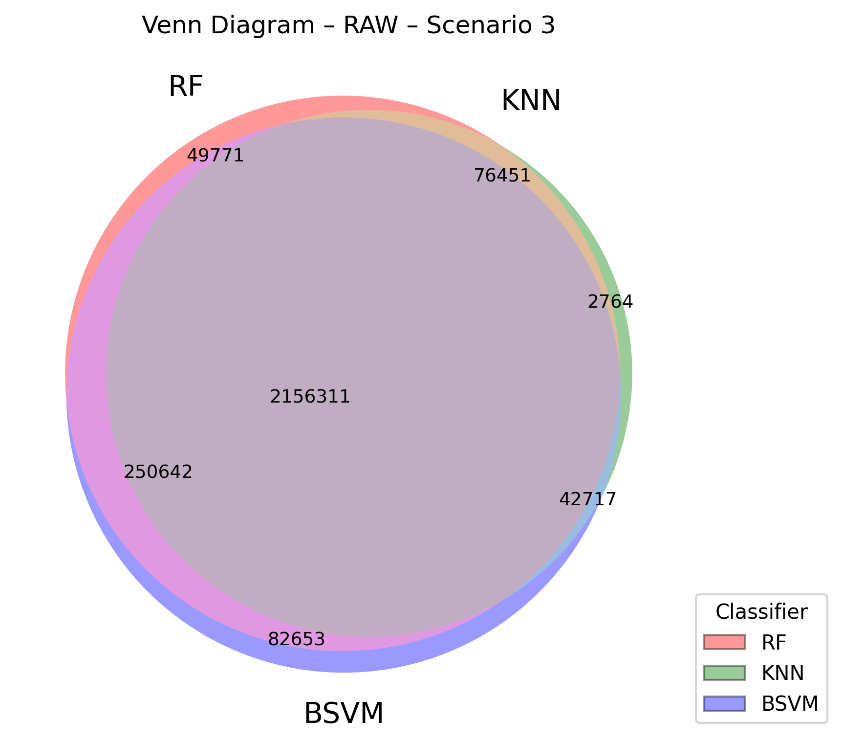 Venn Diagram – RAW – Scenario 3
RF
KNN
49771
76451
2764
2156311
250642
42717
82653
BSVM
Classifier
RF
KNN
BSVM